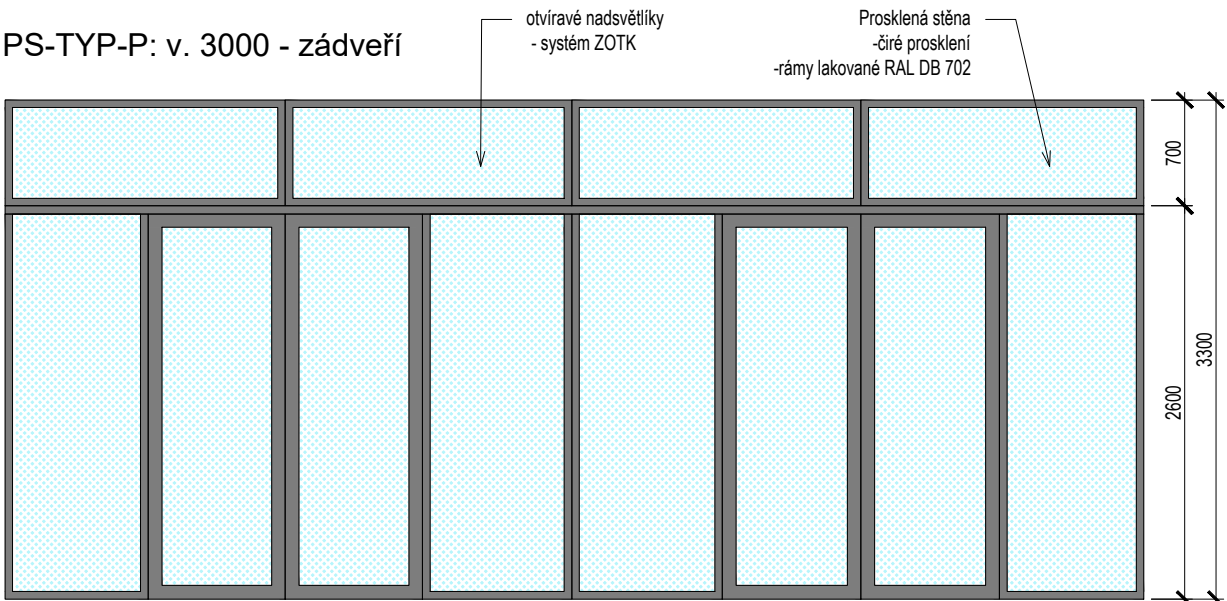 PS-TYP-P: v. 3000 - zádveří
otvíravé nadsvětlíky
- systém ZOTK
Prosklená stěna
-čiré prosklení
-rámy lakované RAL DB 702
700
2600
3300